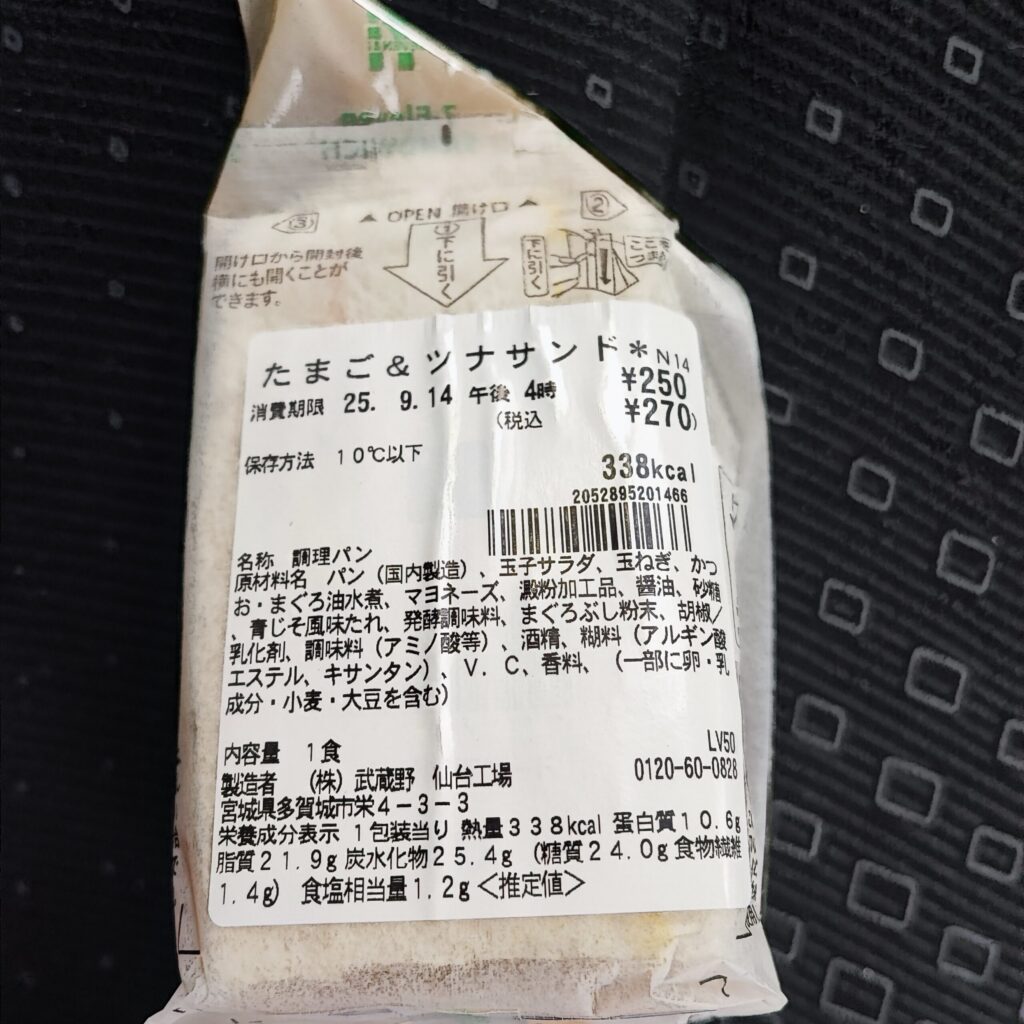 ③
▲ OPEN 開け口 ▲
②
①下に引く
下に引く
開け口から開封後
横にも開くことが
できます。
たまご&ツナサンド*N14
¥250
消費期限 25. 9.14 午後 4時
(税込 ¥270)
保存方法 10℃以下
338kcal
2052895201466
名称 調理パン
原材料名 パン(国内製造)、玉子サラダ、玉ねぎ、かつ
お・まぐろ油水煮、マヨネーズ、澱粉加工品、醤油、砂糖
、青じそ風味たれ、発酵調味料、まぐろぶし粉末、胡椒/
乳化剤、調味料(アミノ酸等)、酒精、糊料(アルギン酸
エステル、キサンタン)、V.C、香料、(一部に卵・乳
成分・小麦・大豆を含む)
内容量 1食
LV50
製造者 (株)武蔵野 仙台工場
0120-60-0828
宮城県多賀城市栄4-3-3
栄養成分表示 1包装当り 熱量338kcal 蛋白質10.6g
脂質21.9g 炭水化物25.4g (糖質24.0g 食物繊維
1.4g) 食塩相当量1.2g<推定値>